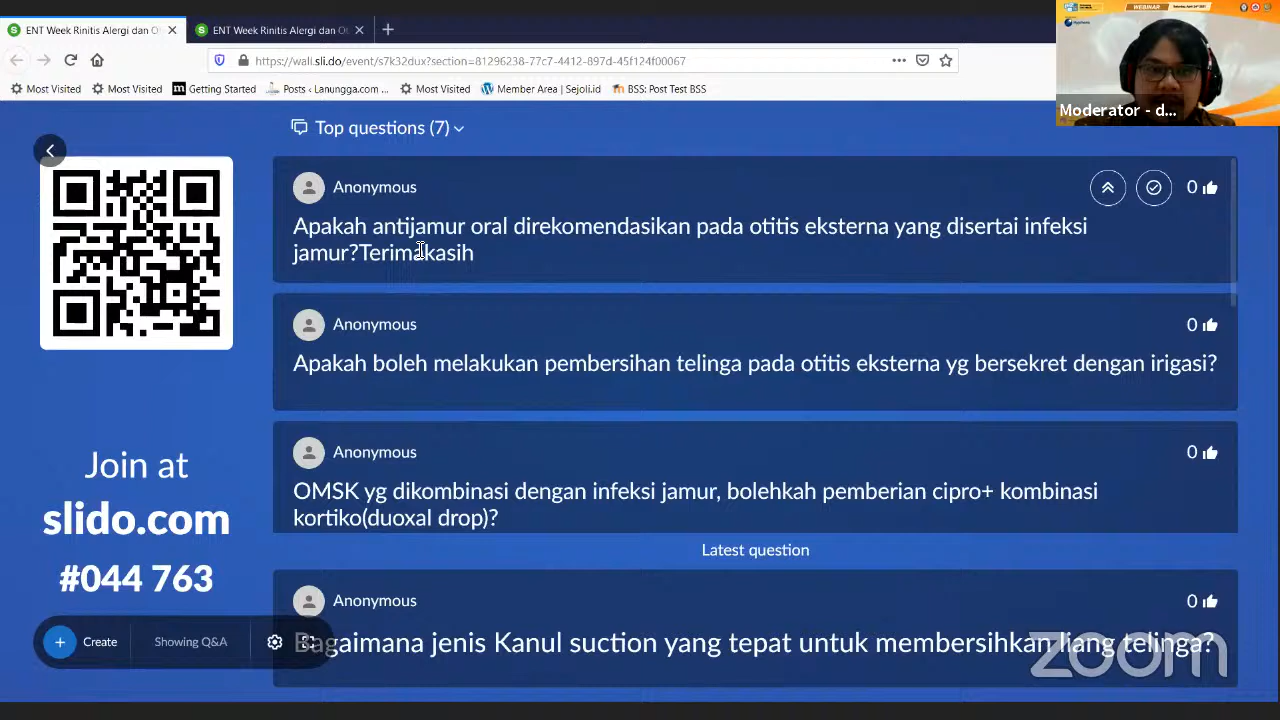 ENT Week Rinitis Alergi dan Ot
ENT Week Rinitis Alergi dan Ot
https://wall.sli.do/event/s7k32dux?section=81296238-77c7-4412-897d-45f124f00067
Most Visited
Most Visited
Getting Started
Posts ‹ Lanungga.com ...
Most Visited
Member Area | Sejoli.id
BSS: Post Test BSS
WEBINAR
Moderator - d...
Top questions (7)
Anonymous
0
Apakah antijamur oral direkomendasikan pada otitis eksterna yang disertai infeksi
jamur?Terimakasih
Anonymous
0
Apakah boleh melakukan pembersihan telinga pada otitis eksterna yg bersekret dengan irigasi?
Anonymous
0
OMSK yg dikombinasi dengan infeksi jamur, bolehkah pemberian cipro+ kombinasi
kortiko(duoxal drop)?
Latest question
Anonymous
0
Bagaimana jenis Kanul suction yang tepat untuk membersihkan liang telinga?
Join at
slido.com
#044 763
Create
Showing Q&A
zoom